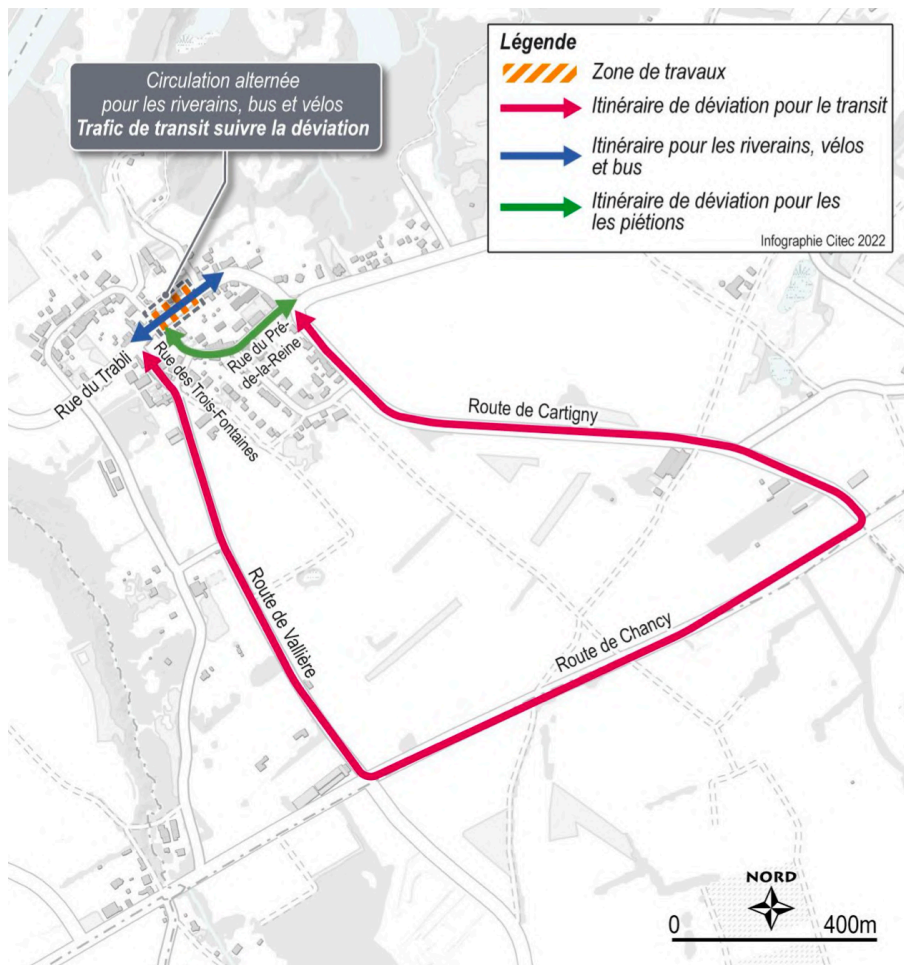 Circulation alternée
pour les riverains, bus et vélos
Trafic de transit suivre la déviation
Légende
Zone de travaux
Itinéraire de déviation pour le transit
Itinéraire pour les riverains, vélos
et bus
Itinéraire de déviation pour les
les piétions
Infographie Citec 2022
Rue du Trabli
Rue des Trois-Fontaines
Rue du Pré-
de-la-Reine
Route de Cartigny
Route de Vallière
Route de Chancy
NORD
0 400m